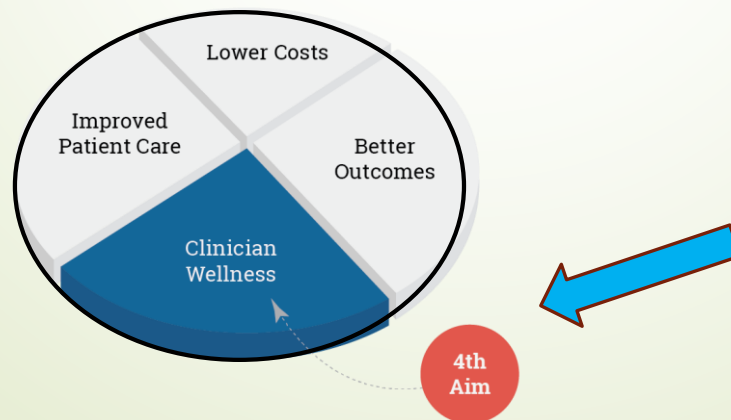 Lower Costs
Improved
Patient Care
Better
Outcomes
Clinician
Wellness
4th
Aim